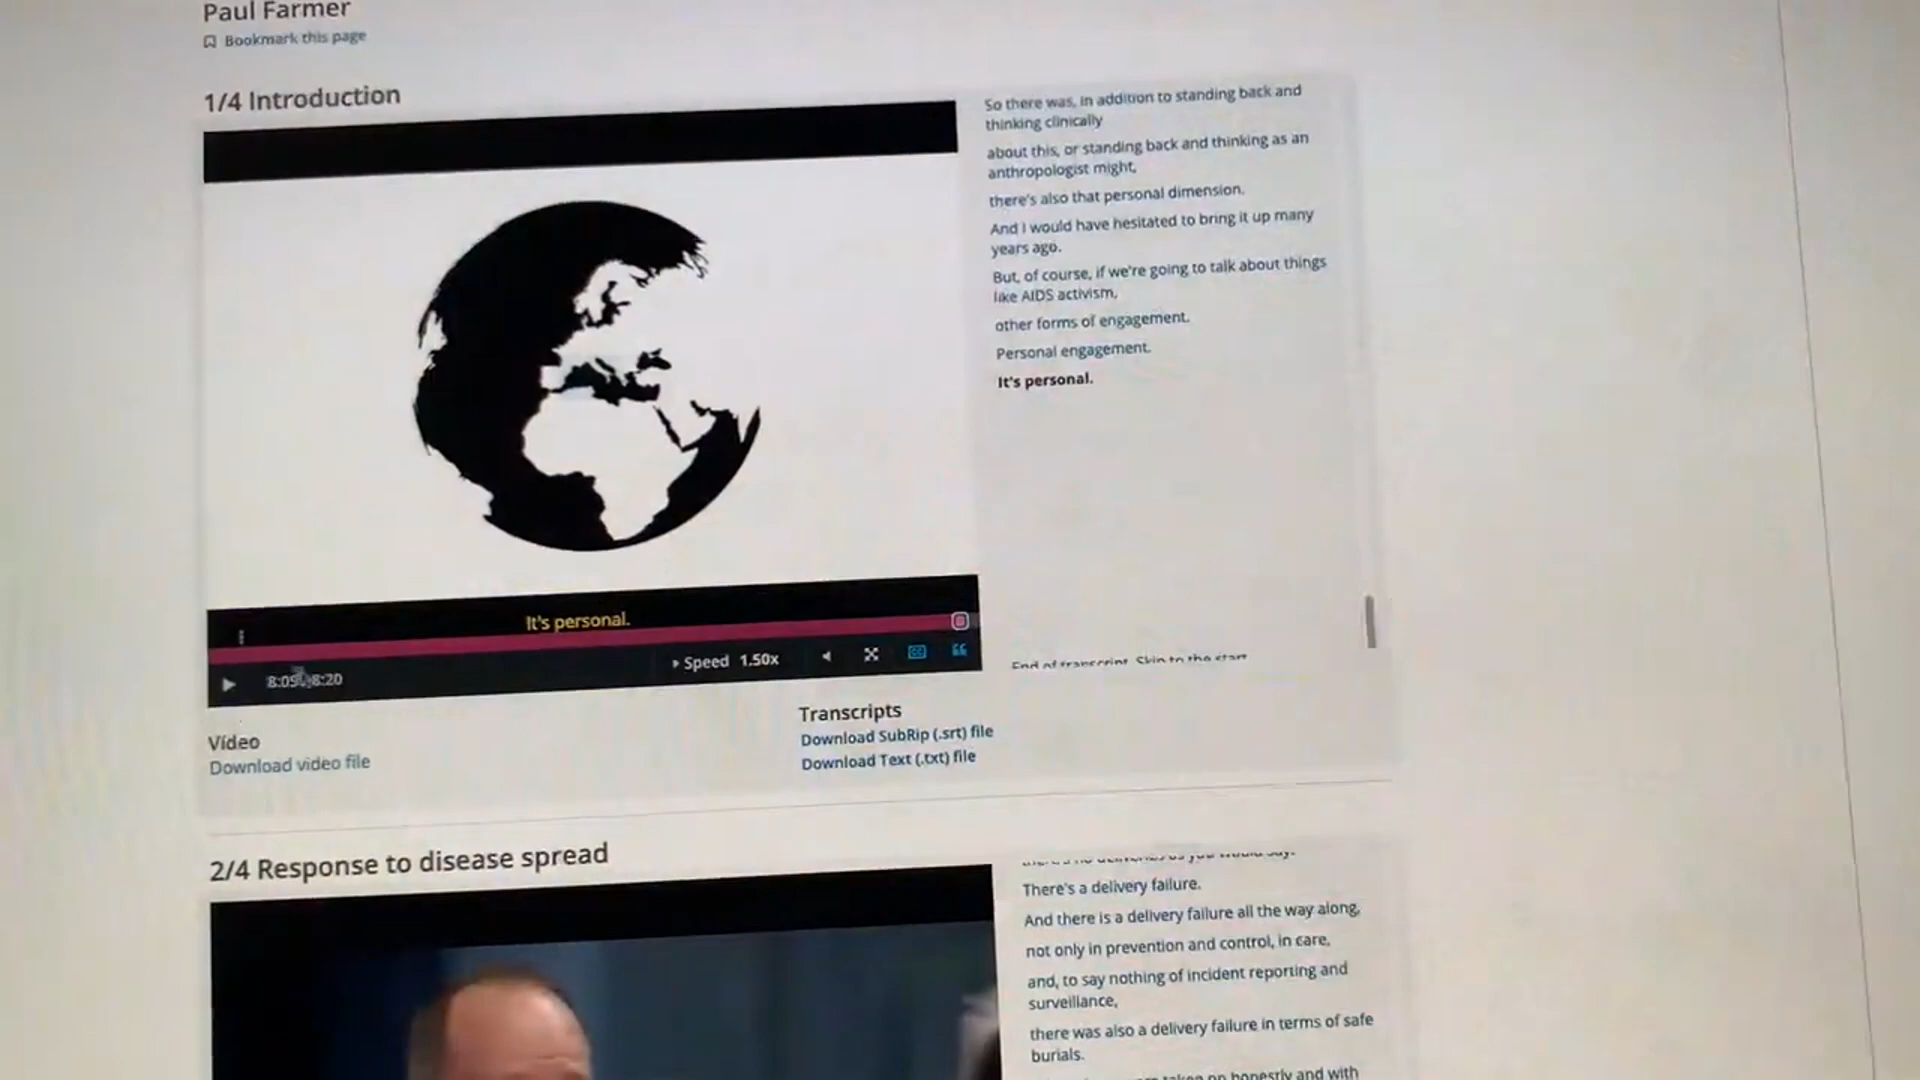 Paul Farmer
Bookmark this page
1/4 Introduction
So there was, in addition to standing back and
thinking clinically
about this, or standing back and thinking as an
anthropologist might,
there's also that personal dimension.
And I would have hesitated to bring it up many
years ago.
But, of course, if we're going to talk about things
like AIDS activism,
other forms of engagement.
Personal engagement.
It's personal.
It's personal.
Speed 1.50x
8:20
End of transcript. Skip to the start.
Video
Download video file
Transcripts
Download SubRip (.srt) file
Download Text (.txt) file
2/4 Response to disease spread
There's a delivery failure.
And there is a delivery failure all the way along,
not only in prevention and control, in care,
and, to say nothing of incident reporting and
surveillance,
there was also a delivery failure in terms of safe
burials.
honestly and with